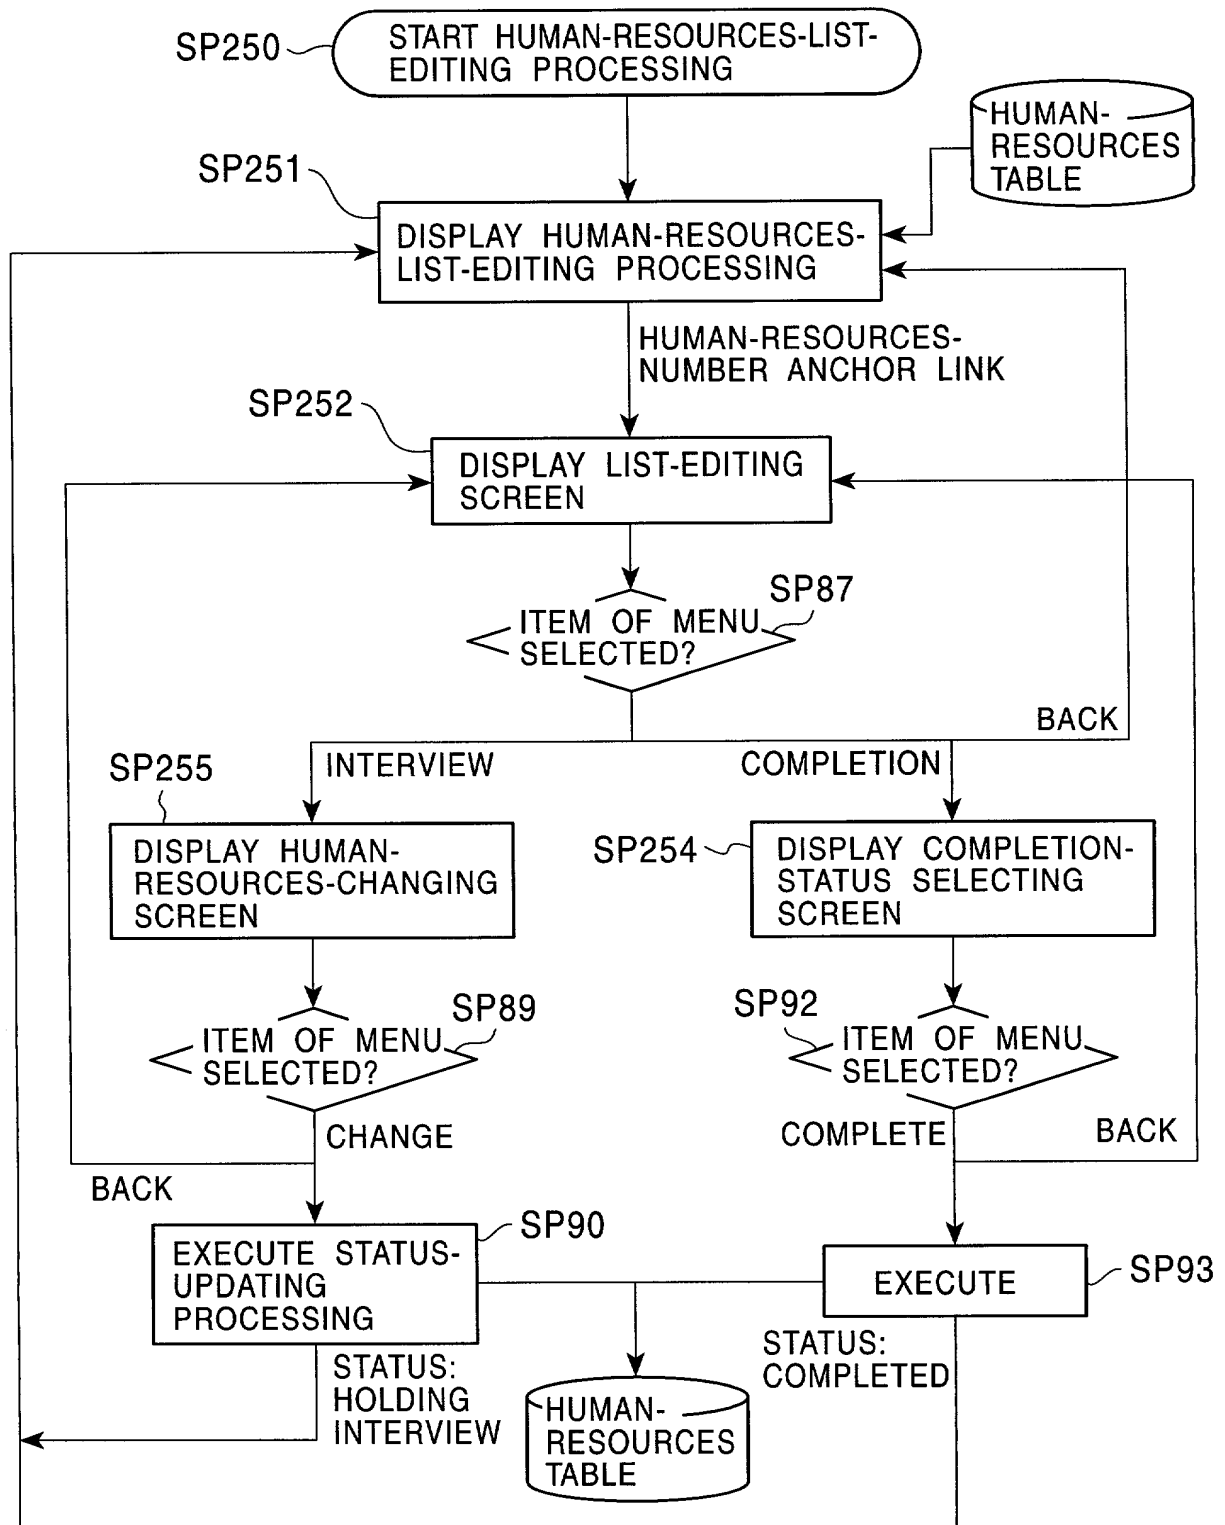 SP250
START HUMAN-RESOURCES-LIST-
EDITING PROCESSING
HUMAN-
RESOURCES
TABLE
SP251
DISPLAY HUMAN-RESOURCES-
LIST-EDITING PROCESSING
HUMAN-RESOURCES-
NUMBER ANCHOR LINK
SP252
DISPLAY LIST-EDITING
SCREEN
SP87
ITEM OF MENU
SELECTED?
BACK
INTERVIEW
COMPLETION
SP255
DISPLAY HUMAN-
RESOURCES-CHANGING
SCREEN
SP254
DISPLAY COMPLETION-
STATUS SELECTING
SCREEN
SP89
ITEM OF MENU
SELECTED?
SP92
ITEM OF MENU
SELECTED?
CHANGE
BACK
COMPLETE
BACK
SP90
EXECUTE STATUS-
UPDATING
PROCESSING
EXECUTE
SP93
STATUS:
HOLDING
INTERVIEW
STATUS:
COMPLETED
HUMAN-
RESOURCES
TABLE